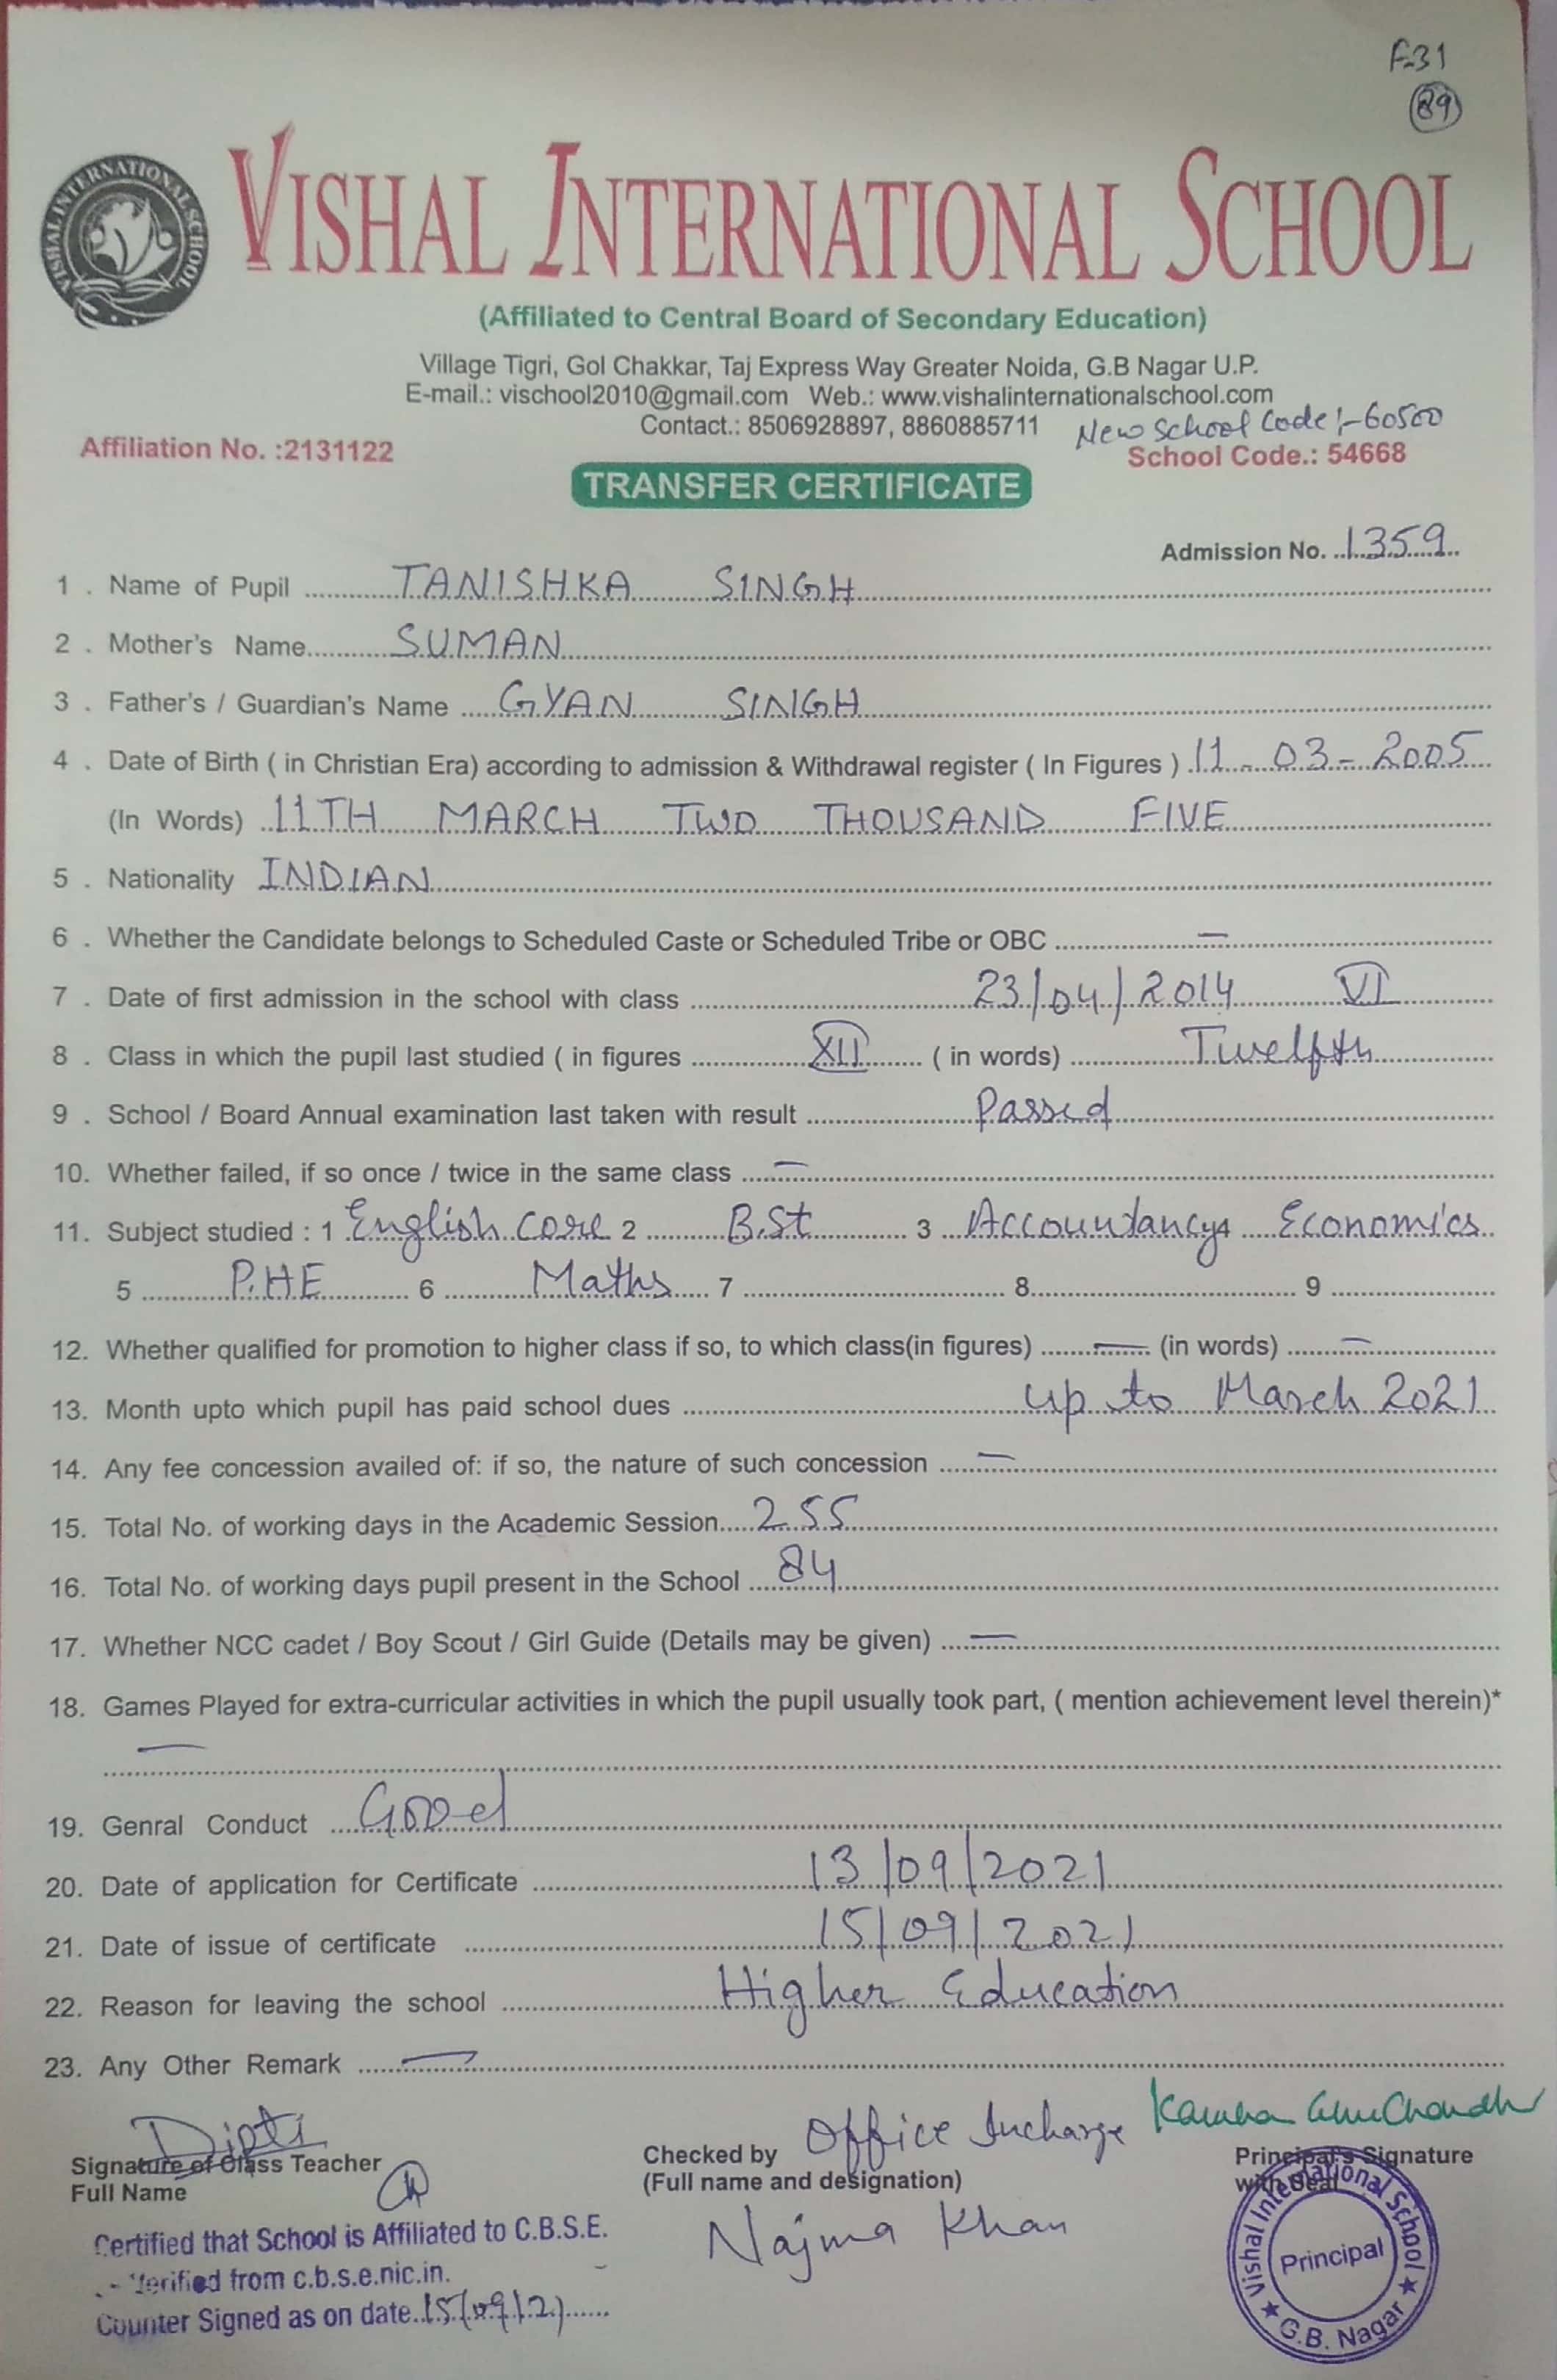 F-31
89
VISHAL INTERNATIONAL SCHOOL
VISHAL INTERNATIONAL SCHOOL
(Affiliated to Central Board of Secondary Education)
Village Tigri, Gol Chakkar, Taj Express Way Greater Noida, G.B Nagar U.P.
E-mail.: vischool2010@gmail.com Web.: www.vishalinternationalschool.com
Contact.: 8506928897, 8860885711 New School Code :- 60500
Affiliation No. :2131122 School Code.: 54668
TRANSFER CERTIFICATE
Admission No. 1359
1 . Name of Pupil TANISHKA SINGH
2 . Mother's Name SUMAN
3 . Father's / Guardian's Name GYAN SINGH
4 . Date of Birth ( in Christian Era) according to admission & Withdrawal register ( In Figures ) 11 - 03 - 2005
(In Words) 11TH MARCH TWO THOUSAND FIVE
5 . Nationality INDIAN
6 . Whether the Candidate belongs to Scheduled Caste or Scheduled Tribe or OBC —
7 . Date of first admission in the school with class 23/04/2014 VI
8 . Class in which the pupil last studied ( in figures XII ( in words) Twelfth
9 . School / Board Annual examination last taken with result Passed
10. Whether failed, if so once / twice in the same class —
11. Subject studied : 1 English Core 2 B.St 3 Accountancy 4 Economics
5 P.HE 6 Maths 7 8 9
12. Whether qualified for promotion to higher class if so, to which class(in figures) — (in words) —
13. Month upto which pupil has paid school dues up to March 2021
14. Any fee concession availed of: if so, the nature of such concession —
15. Total No. of working days in the Academic Session 255
16. Total No. of working days pupil present in the School 84
17. Whether NCC cadet / Boy Scout / Girl Guide (Details may be given) —
18. Games Played for extra-curricular activities in which the pupil usually took part, ( mention achievement level therein)*
—
19. Genral Conduct Good
20. Date of application for Certificate 13/09/2021
21. Date of issue of certificate 15/09/2021
22. Reason for leaving the school Higher Education
23. Any Other Remark —
Dipti Office Incharge
Signature of Class Teacher Checked by Principal's Signature
Full Name (Full name and designation) with Seal
Najma Khan
Certified that School is Affiliated to C.B.S.E.
Verified from c.b.s.e.nic.in.
Counter Signed as on date 15/09/21
Vishal International School
Principal
G.B. Nagar